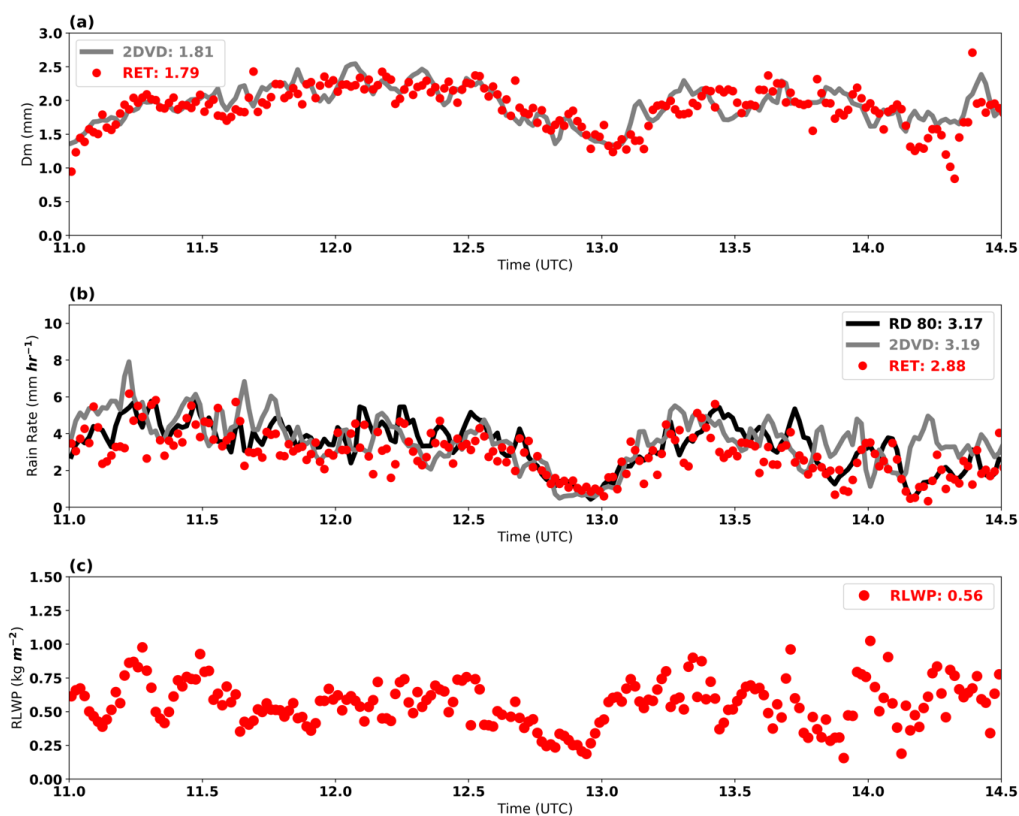 (a)
3.0
2.5
2.0
1.5
1.0
0.5
0.0
Dm (mm)
2DVD: 1.81
RET: 1.79
11.0 11.5 12.0 12.5 13.0 13.5 14.0 14.5
Time (UTC)
(b)
10
8
6
4
2
0
Rain Rate (mm hr⁻¹)
RD 80: 3.17
2DVD: 3.19
RET: 2.88
11.0 11.5 12.0 12.5 13.0 13.5 14.0 14.5
Time (UTC)
(c)
1.50
1.25
1.00
0.75
0.50
0.25
0.00
RLWP (kg m⁻²)
RLWP: 0.56
11.0 11.5 12.0 12.5 13.0 13.5 14.0 14.5
Time (UTC)